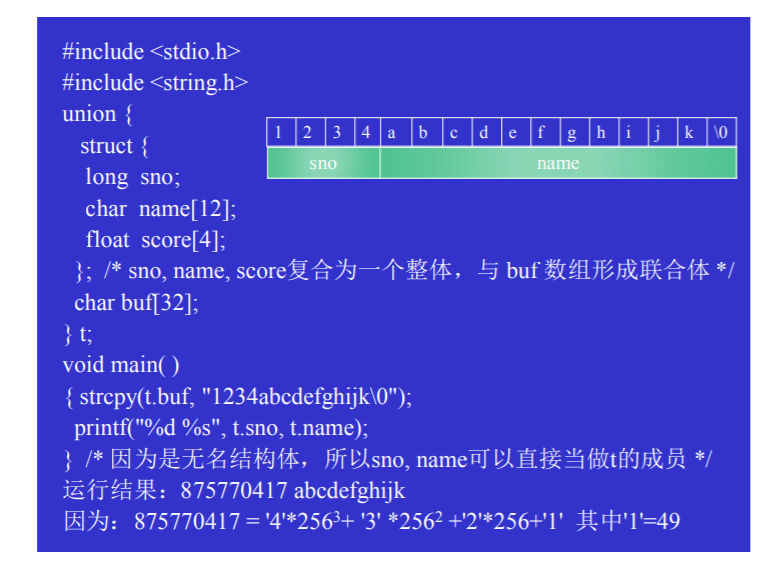 #include <stdio.h>
#include <string.h>
union {
1 2 3 4 a b c d e f g h i j k \0
struct {
sno name
long sno;
char name[12];
float score[4];
}; /* sno, name, score复合为一个整体，与 buf 数组形成联合体 */
char buf[32];
} t;
void main( )
{ strcpy(t.buf, "1234abcdefghijk\0");
printf("%d %s", t.sno, t.name);
} /* 因为是无名结构体，所以sno, name可以直接当做t的成员 */
运行结果：875770417 abcdefghijk
因为：875770417 = '4'*256³+ '3' *256² +'2'*256+'1' 其中'1'=49